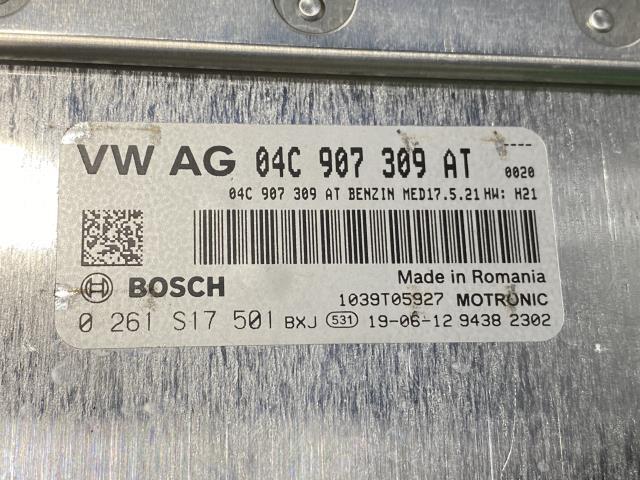 ----
VW AG 04C 907 309 AT 0020
04C 907 309 AT BENZIN MED17.5.21 HW: H21
BOSCH
Made in Romania
1039T05927 MOTRONIC
0 261 S17 501 BXJ 531 19-06-12 9438 2302